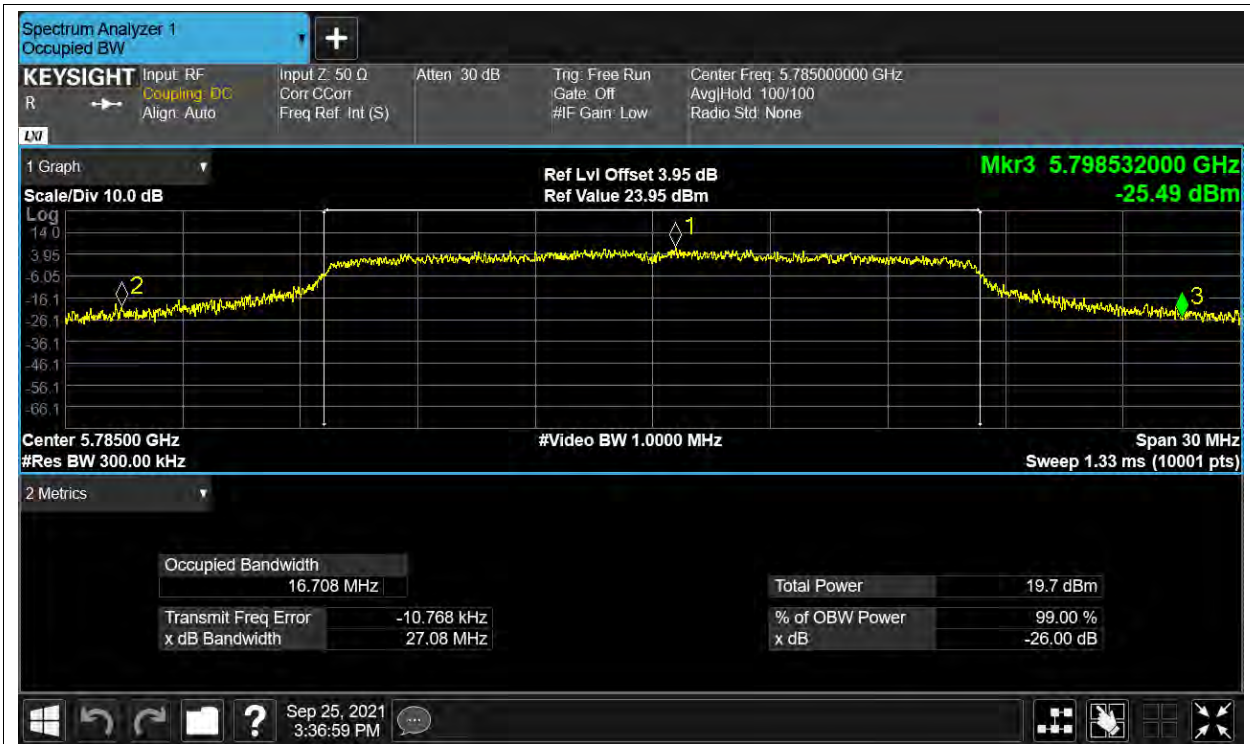 Spectrum Analyzer 1
Occupied BW
+
KEYSIGHT
R
LXI
Input: RF
Coupling: DC
Align: Auto
Input Z: 50 Ω
Corr CCorr
Freq Ref: Int (S)
Atten: 30 dB
Trig: Free Run
Gate: Off
#IF Gain: Low
Center Freq: 5.785000000 GHz
Avg|Hold: 100/100
Radio Std: None
1 Graph
Scale/Div 10.0 dB
Ref Lvl Offset 3.95 dB
Ref Value 23.95 dBm
Mkr3 5.798532000 GHz
-25.49 dBm
Log
14.0
3.95
-6.05
-16.1
-26.1
-36.1
-46.1
-56.1
-66.1
1
2
3
Center 5.78500 GHz
#Res BW 300.00 kHz
#Video BW 1.0000 MHz
Span 30 MHz
Sweep 1.33 ms (10001 pts)
2 Metrics
Occupied Bandwidth
16.708 MHz
Transmit Freq Error -10.768 kHz
x dB Bandwidth 27.08 MHz
Total Power 19.7 dBm
% of OBW Power 99.00 %
x dB -26.00 dB
?
Sep 25, 2021
3:36:59 PM